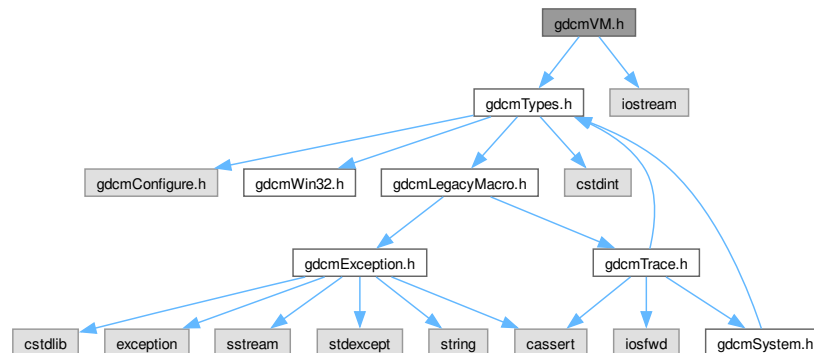 gdcmVM.h
gdcmTypes.h
iostream
gdcmConfigure.h
gdcmWin32.h
gdcmLegacyMacro.h
cstdint
gdcmException.h
gdcmTrace.h
cstdlib
exception
sstream
stdexcept
string
cassert
iosfwd
gdcmSystem.h